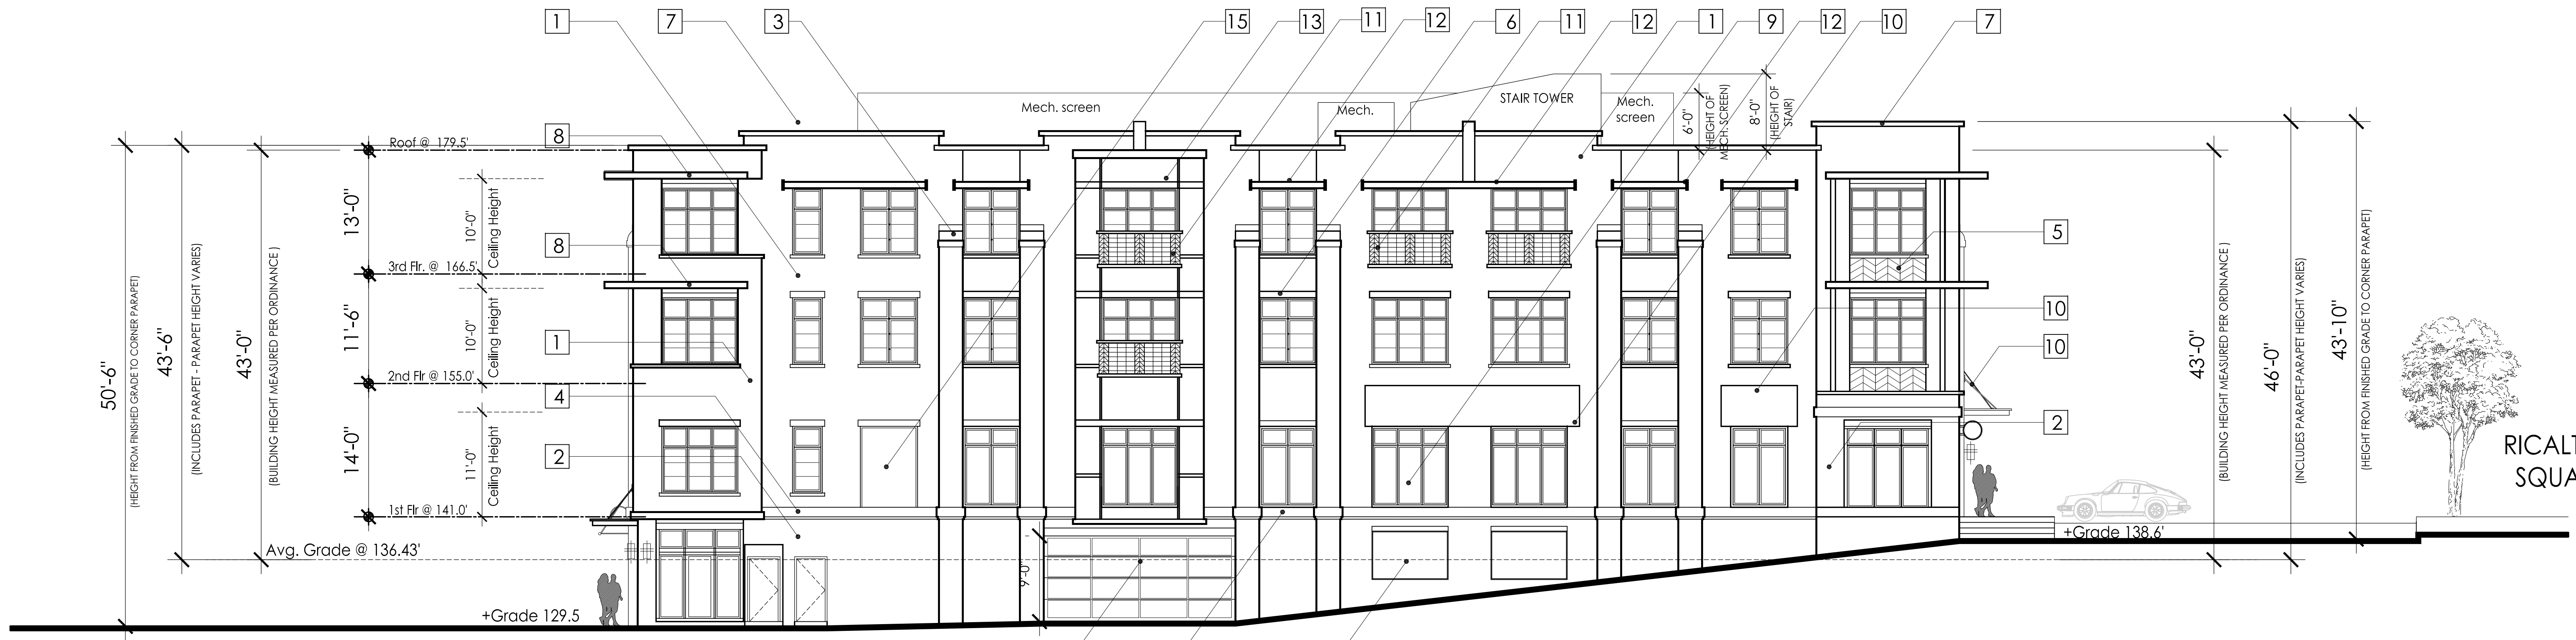 1
7
3
15
13
11
12
6
11
12
1
9
12
10
7
Mech. screen
Mech.
STAIR TOWER
Mech.
screen
6'-0"
(HEIGHT OF
MECH. SCREEN)
8'-0"
(HEIGHT OF
STAIR)
8
8
1
4
2
5
10
10
2
Roof @ 179.5'
3rd Flr. @ 166.5'
2nd Flr @ 155.0'
1st Flr @ 141.0'
Avg. Grade @ 136.43'
+Grade 129.5
+Grade 138.6'
50'-6"
(HEIGHT FROM FINISHED GRADE TO CORNER PARAPET)
43'-6"
(INCLUDES PARAPET - PARAPET HEIGHT VARIES)
43'-0"
(BUILDING HEIGHT MEASURED PER ORDINANCE )
13'-0"
11'-6"
14'-0"
10'-0"
Ceiling Height
10'-0"
Ceiling Height
11'-0"
Ceiling Height
9'-0"
43'-0"
(BUILDING HEIGHT MEASURED PER ORDINANCE )
46'-0"
(INCLUDES PARAPET-PARAPET HEIGHT VARIES)
43'-10"
(HEIGHT FROM FINISHED GRADE TO CORNER PARAPET)
RICALT
SQUA